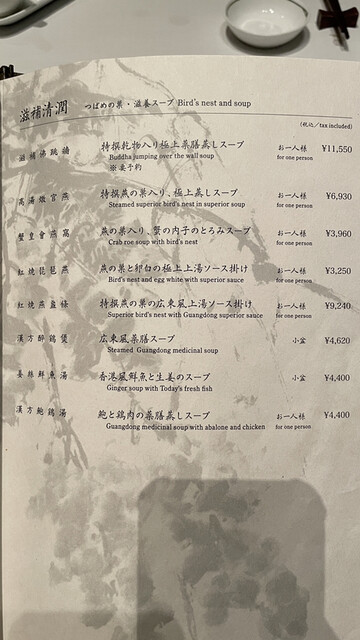 滋補清潤 つばめの巣・滋養スープ Bird's nest and soup
(税込/tax included)
滋補佛跳牆 特撰乾物入り極上薬膳蒸しスープ お一人様 ¥11,550
Buddha jumping over the wall soup for one person
※要予約
高湯燉官燕 特撰燕の巣入り、極上蒸しスープ お一人様 ¥6,930
Steamed superior bird's nest in superior soup for one person
蟹皇會燕窩 燕の巣入り、蟹の内子のとろみスープ お一人様 ¥3,960
Crab roe soup with bird's nest for one person
紅燒琵琶燕 燕の巣と卵白の極上上湯ソース掛け お一人様 ¥3,250
Bird's nest and egg white with superior sauce for one person
紅燒燕盞條 特撰燕の巣の広東風上湯ソース掛け お一人様 ¥9,240
Superior bird's nest with Guangdong superior sauce for one person
漢方醉鶏煲 広東風薬膳スープ 小盆 ¥4,620
Steamed Guangdong medicinal soup
姜絲鮮魚湯 香港風鮮魚と生姜のスープ 小盆 ¥4,400
Ginger soup with Today's fresh fish
漢方鮑鶏湯 鮑と鶏肉の薬膳蒸しスープ お一人様 ¥4,400
Guangdong medicinal soup with abalone and chicken for one person